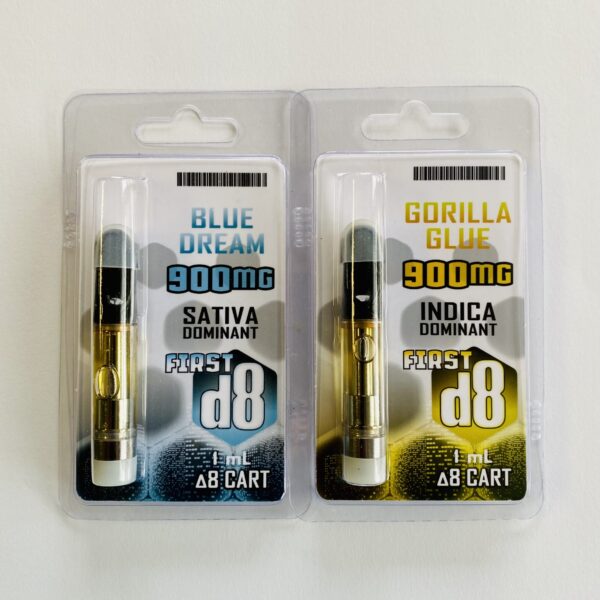 BLUE
DREAM
900MG
SATIVA
DOMINANT
FIRST
d8
1 mL
Δ8 CART
GORILLA
GLUE
900MG
INDICA
DOMINANT
FIRST
d8
1 mL
Δ8 CART